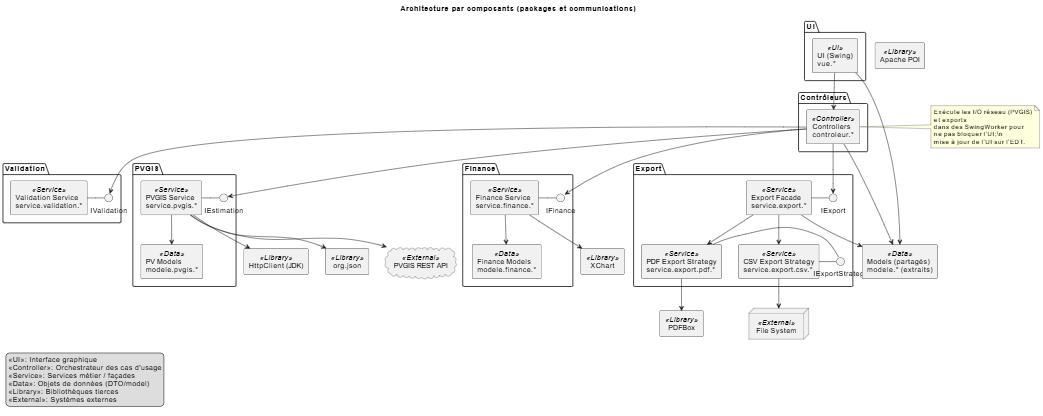 Architecture par composants (packages et communications)
UI
«UI»
UI (Swing)
vue.*
«Library»
Apache POI
Contrôleurs
«Controller»
Controllers
controleur.*
Exécute les I/O réseau (PVGIS)
et exports
dans des SwingWorker pour
ne pas bloquer l'UI;\n
mise à jour de l'UI sur l'EDT.
Validation
«Service»
Validation Service
service.validation.*
IValidation
PVGIS
«Service»
PVGIS Service
service.pvgis.*
IEstimation
«Data»
PV Models
modele.pvgis.*
«Library»
HttpClient (JDK)
«Library»
org.json
«External»
PVGIS REST API
Finance
«Service»
Finance Service
service.finance.*
IFinance
«Data»
Finance Models
modele.finance.*
«Library»
XChart
Export
«Service»
Export Facade
service.export.*
IExport
«Service»
PDF Export Strategy
service.export.pdf.*
«Service»
CSV Export Strategy
service.export.csv.*
IExportStrateg
«Data»
Models (partagés)
modele.* (extraits)
«Library»
PDFBox
«External»
File System
«UI»: Interface graphique
«Controller»: Orchestrateur des cas d'usage
«Service»: Services métier / façades
«Data»: Objets de données (DTO/model)
«Library»: Bibliothèques tierces
«External»: Systèmes externes